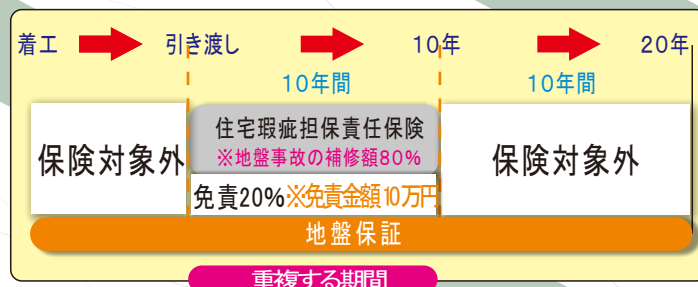 着工 引き渡し 10年 20年
10年間 10年間
住宅瑕疵担保責任保険
※地盤事故の補修額80%
保険対象外 保険対象外
免責20%※免責金額10万円
地盤保証
重複する期間